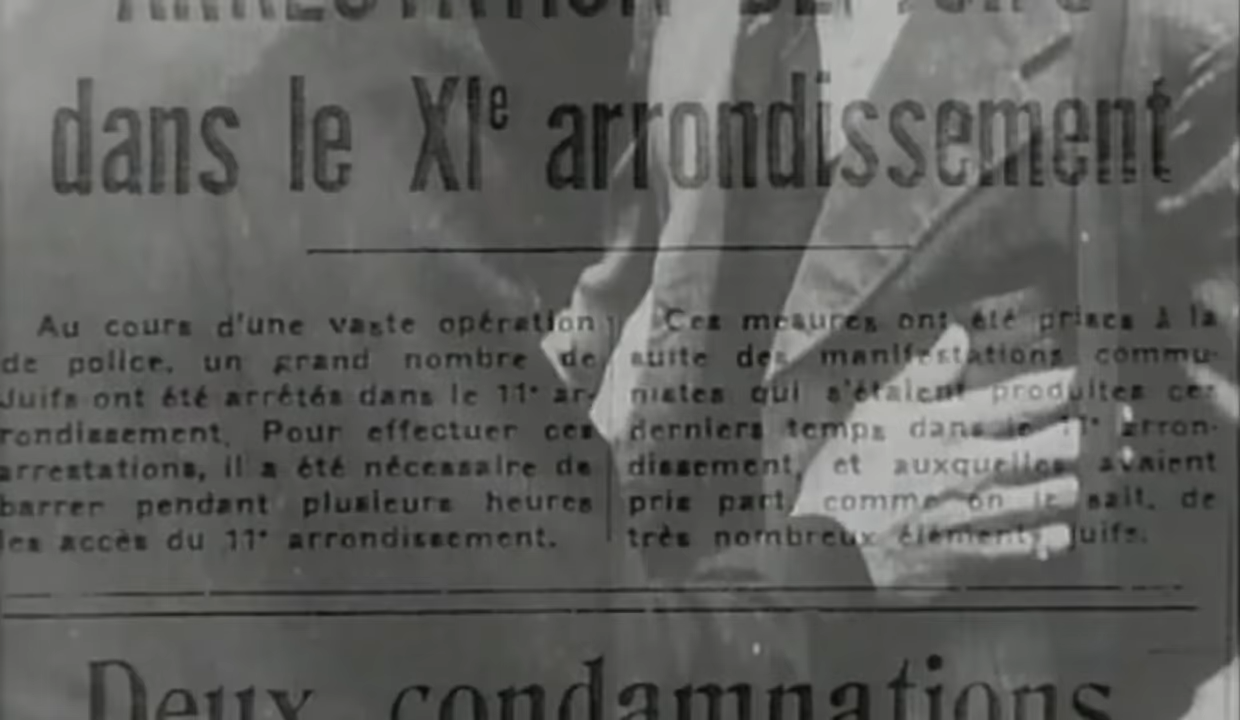 ARRESTATION DE JUIFS
dans le XIe arrondissement
Au cours d'une vaste opération
de police, un grand nombre de
Juifs ont été arrêtés dans le 11e ar-
rondissement. Pour effectuer ces
arrestations, il a été nécessaire de
barrer pendant plusieurs heures
les accès du 11e arrondissement.
Ces mesures ont été prises à la
suite des manifestations commu-
nistes qui s'étaient produites ces
derniers temps dans le 11e arron-
dissement, et auxquelles avaient
pris part, comme on le sait, de
très nombreux éléments juifs.
Deux condamnations